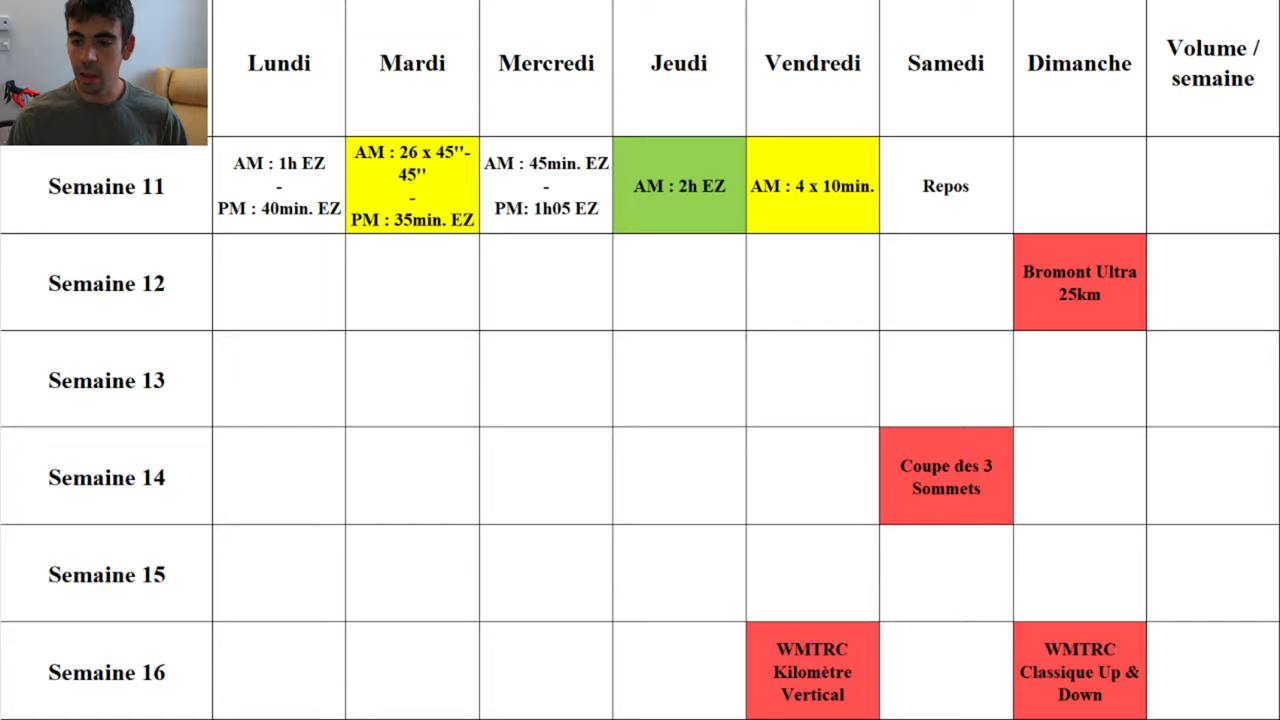 Lundi
Mardi
Mercredi
Jeudi
Vendredi
Samedi
Dimanche
Volume /
semaine
Semaine 11
AM : 1h EZ
-
PM : 40min. EZ
AM : 26 x 45''-
45''
-
PM : 35min. EZ
AM : 45min. EZ
-
PM: 1h05 EZ
AM : 2h EZ
AM : 4 x 10min.
Repos
Semaine 12
Bromont Ultra
25km
Semaine 13
Semaine 14
Coupe des 3
Sommets
Semaine 15
Semaine 16
WMTRC
Kilomètre
Vertical
WMTRC
Classique Up &
Down